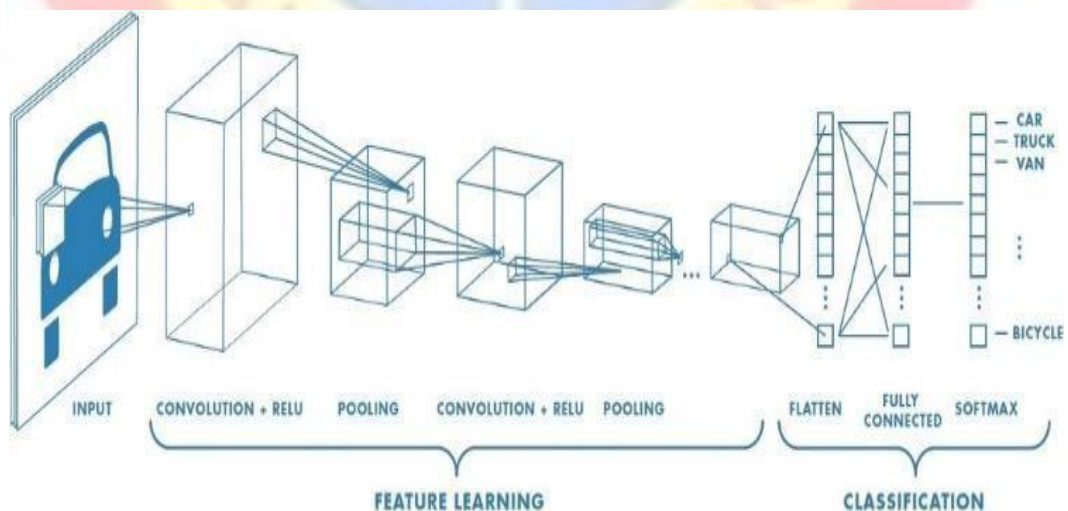 CAR
TRUCK
VAN
BICYCLE
INPUT
CONVOLUTION + RELU
POOLING
CONVOLUTION + RELU
POOLING
FLATTEN
FULLY
CONNECTED
SOFTMAX
FEATURE LEARNING
CLASSIFICATION